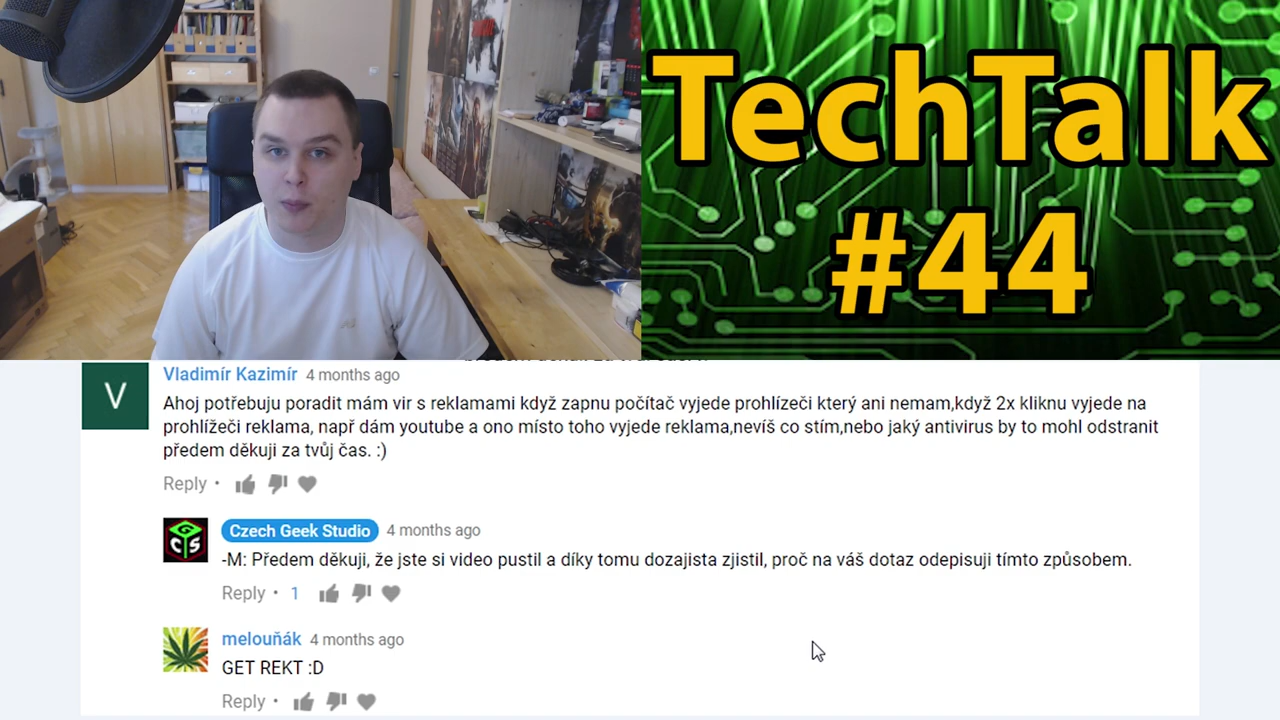 TechTalk
#44
V
Vladimír Kazimír 4 months ago
Ahoj potřebuju poradit mám vir s reklamami když zapnu počítač vyjede prohlízeči který ani nemam,když 2x kliknu vyjede na
prohlížeči reklama, např dám youtube a ono místo toho vyjede reklama,nevíš co stím,nebo jaký antivirus by to mohl odstranit
předem děkuji za tvůj čas. :)
Reply •
Czech Geek Studio 4 months ago
-M: Předem děkuji, že jste si video pustil a díky tomu dozajista zjistil, proč na váš dotaz odepisuji tímto způsobem.
Reply • 1
melouňák 4 months ago
GET REKT :D
Reply •